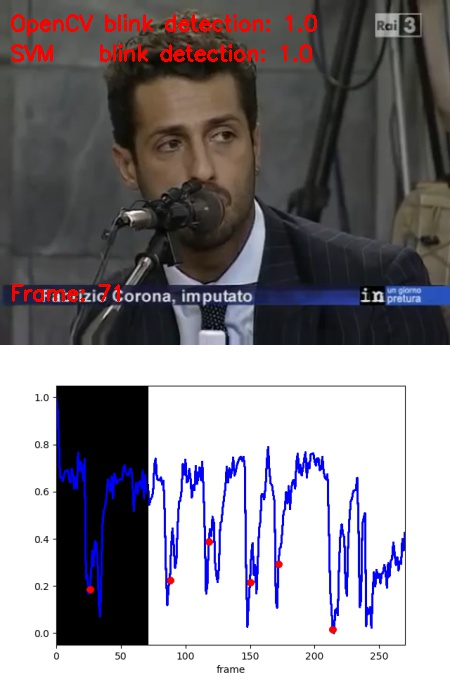 OpenCV blink detection: 1.0
SVM blink detection: 1.0
Rai 3
Frame: 71
Fabrizio Corona, imputato
in un giorno
pretura
1.0
0.8
0.6
0.4
0.2
0.0
0 50 100 150 200 250
frame